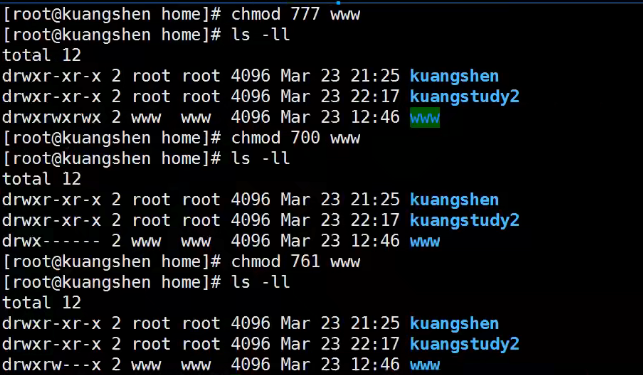 [root@kuangshen home]# chmod 777 www
[root@kuangshen home]# ls -ll
total 12
drwxr-xr-x 2 root root 4096 Mar 23 21:25 kuangshen
drwxr-xr-x 2 root root 4096 Mar 23 22:17 kuangstudy2
drwxrwxrwx 2 www  www  4096 Mar 23 12:46 www
[root@kuangshen home]# chmod 700 www
[root@kuangshen home]# ls -ll
total 12
drwxr-xr-x 2 root root 4096 Mar 23 21:25 kuangshen
drwxr-xr-x 2 root root 4096 Mar 23 22:17 kuangstudy2
drwx------ 2 www  www  4096 Mar 23 12:46 www
[root@kuangshen home]# chmod 761 www
[root@kuangshen home]# ls -ll
total 12
drwxr-xr-x 2 root root 4096 Mar 23 21:25 kuangshen
drwxr-xr-x 2 root root 4096 Mar 23 22:17 kuangstudy2
drwxrw---x 2 www  www  4096 Mar 23 12:46 www